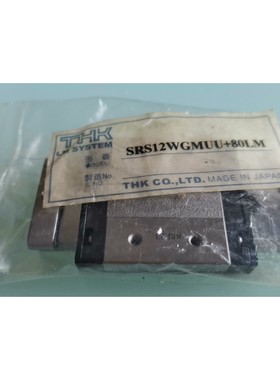 THK
LM SYSTEM
SRS12WGMUU+80LM
THK CO.,LTD. MADE IN JAPAN